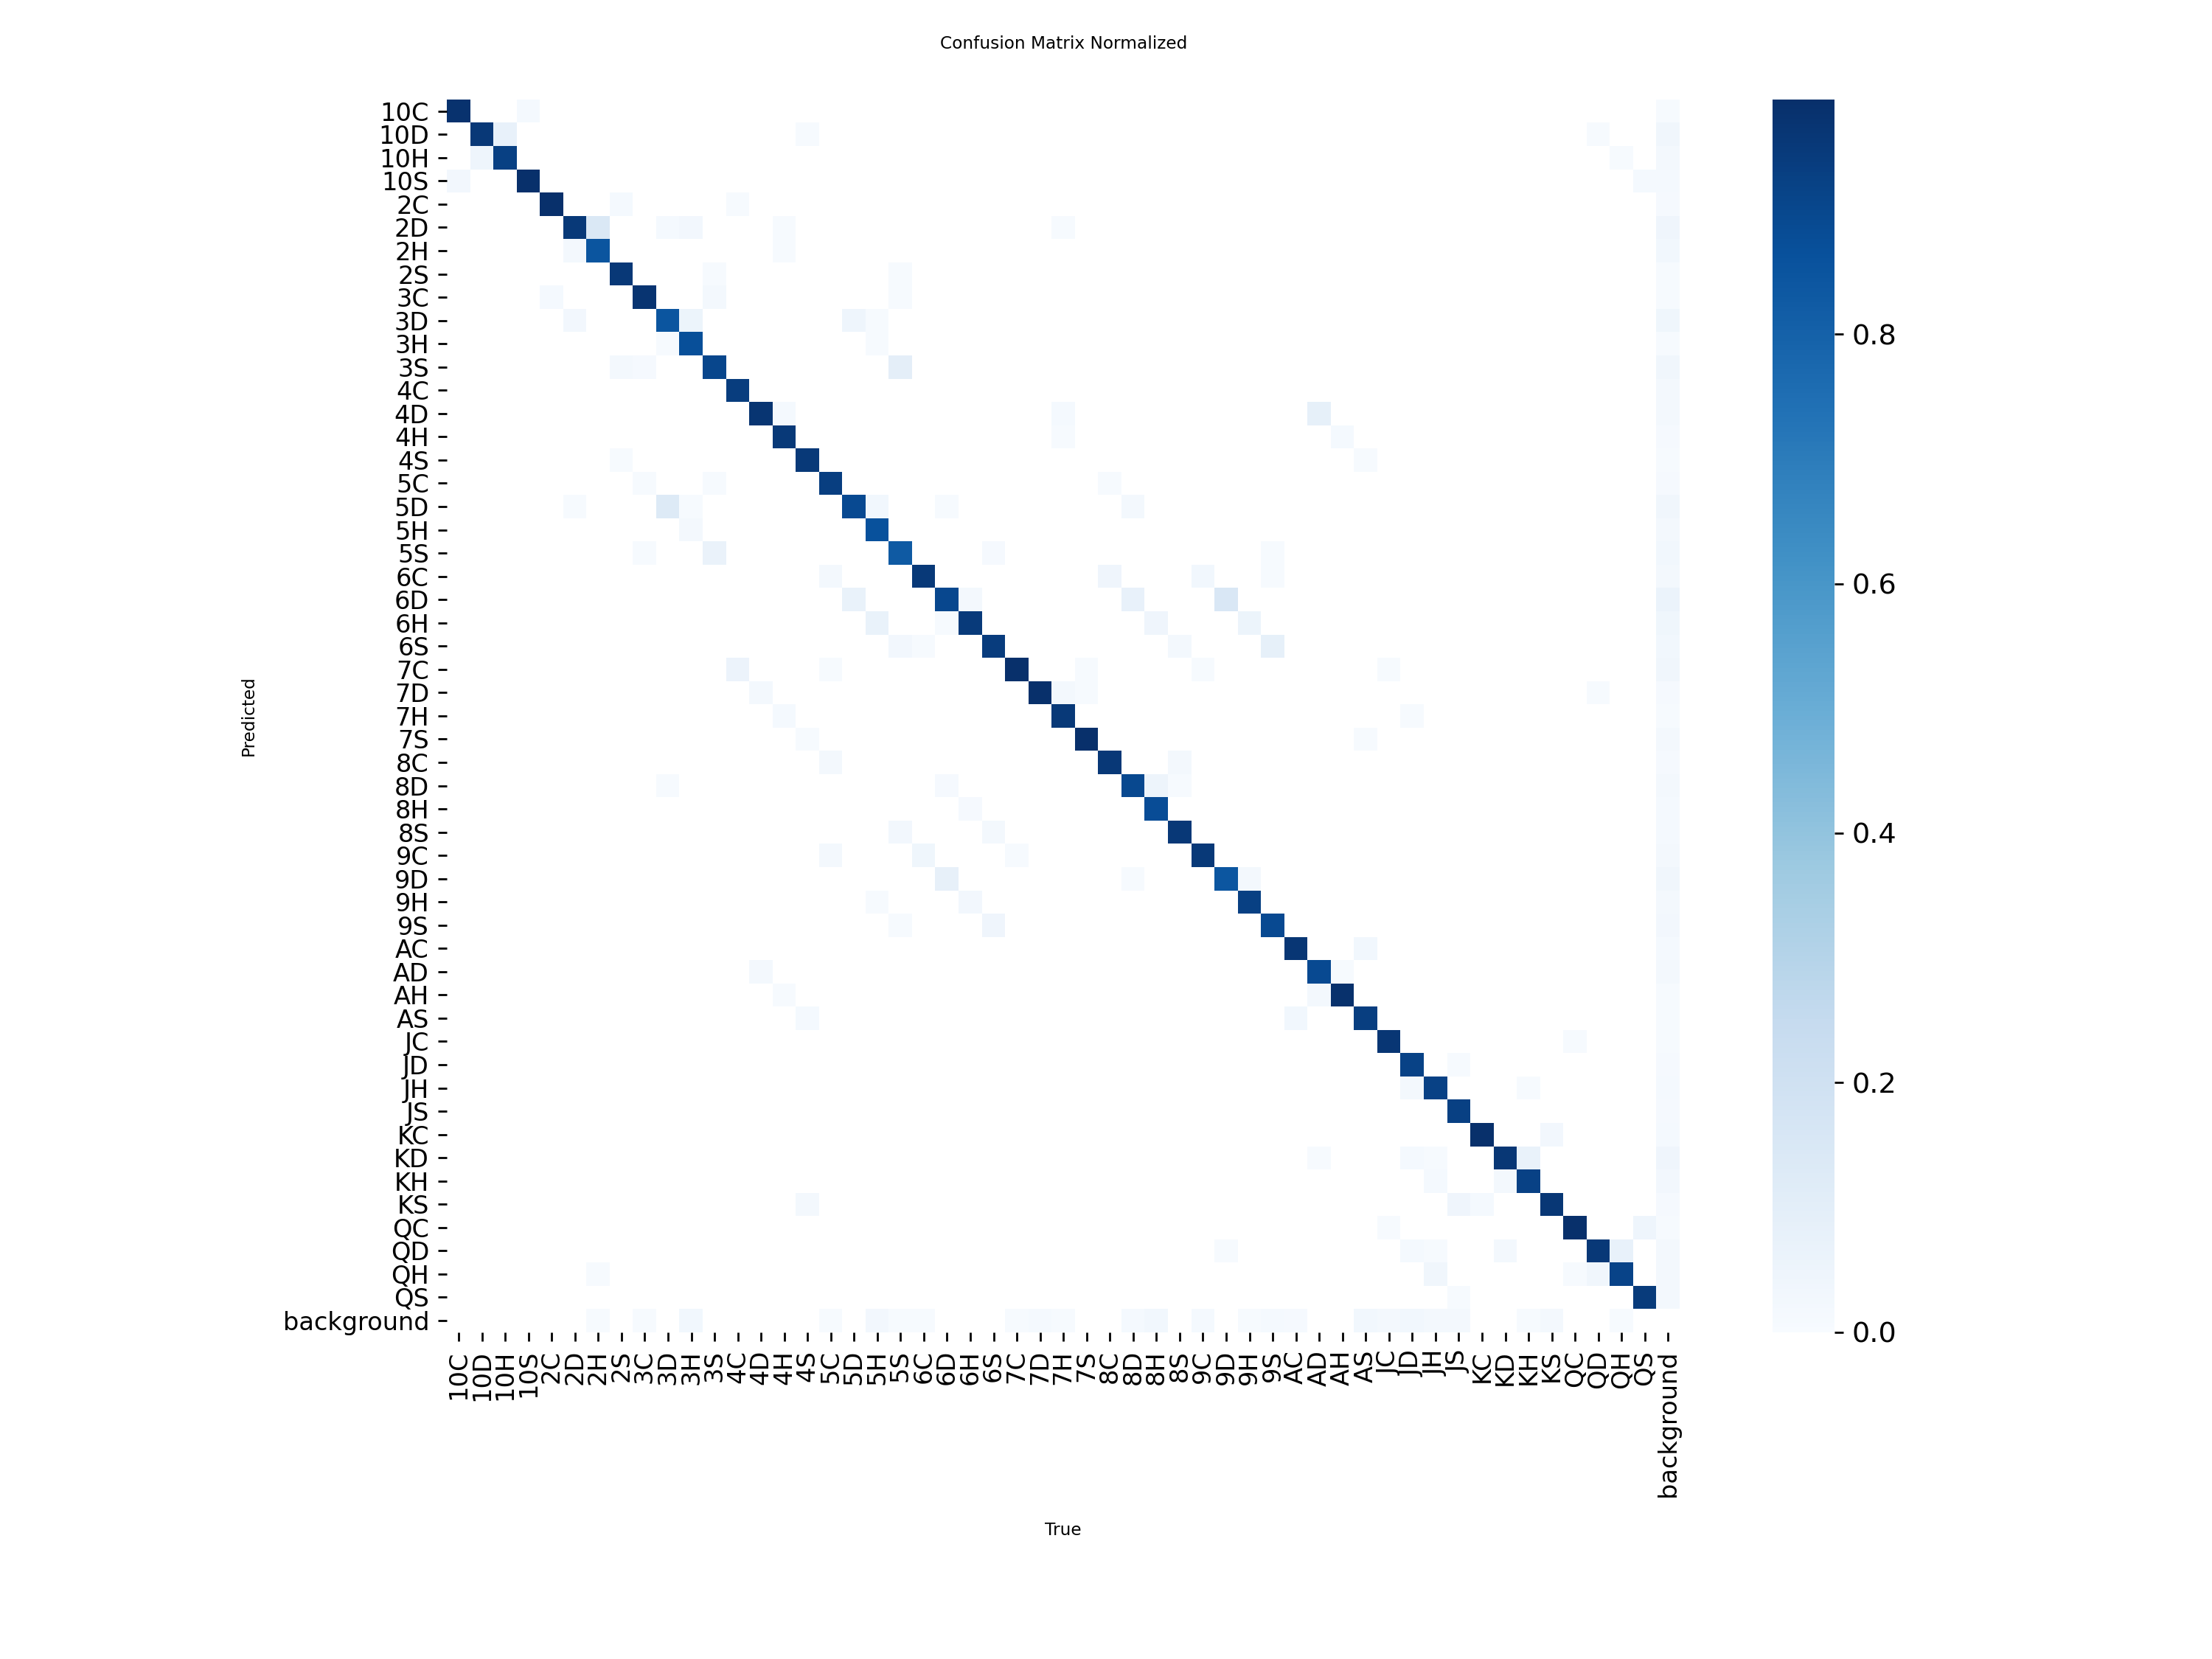 Confusion Matrix Normalized
10C
10D
10H
10S
2C
2D
2H
2S
3C
3D
3H
3S
4C
4D
4H
4S
5C
5D
5H
5S
6C
6D
6H
6S
7C
7D
7H
7S
8C
8D
8H
8S
9C
9D
9H
9S
AC
AD
AH
AS
JC
JD
JH
JS
KC
KD
KH
KS
QC
QD
QH
QS
background
Predicted
10C 10D 10H 10S 2C 2D 2H 2S 3C 3D 3H 3S 4C 4D 4H 4S 5C 5D 5H 5S 6C 6D 6H 6S 7C 7D 7H 7S 8C 8D 8H 8S 9C 9D 9H 9S AC AD AH AS JC JD JH JS KC KD KH KS QC QD QH QS background
True
0.8
0.6
0.4
0.2
0.0